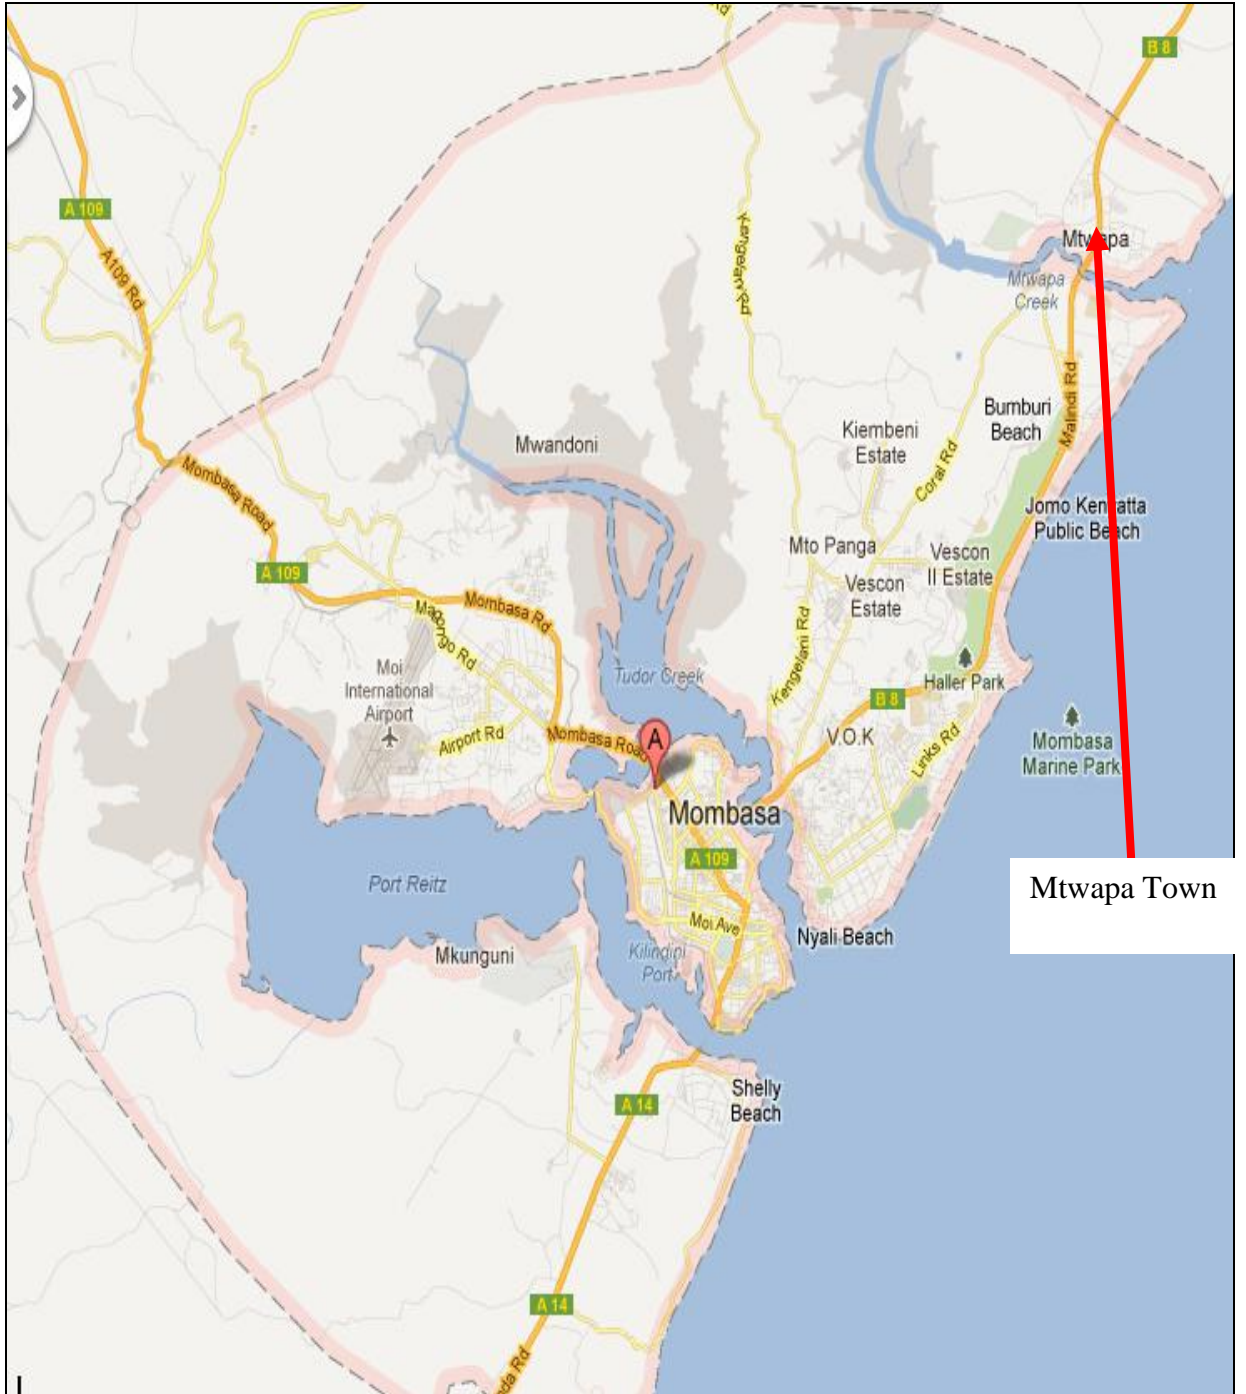 Rd
B 8
A 109
A109 Rd
Kengelani Rd
Mtwapa
Mtwapa
Creek
Malindi Rd
Bumburi
Beach
Kiembeni
Estate
Coral Rd
Mwandoni
Mombasa Road
Jomo Kenyatta
Public Beach
Mto Panga
Vescon
II Estate
A 109
Vescon
Estate
Mombasa Rd
Magongo Rd
Kengelani Rd
Moi
International
Airport
Tudor Creek
Haller Park
B 8
Airport Rd
Mombasa Road
A
V.O.K
Links Rd
Mombasa
Marine Park
Mombasa
A 109
Port Reitz
Mtwapa Town
Moi Ave
Nyali Beach
Mkunguni
Kilindini
Port
Shelly
Beach
A 14
A 14